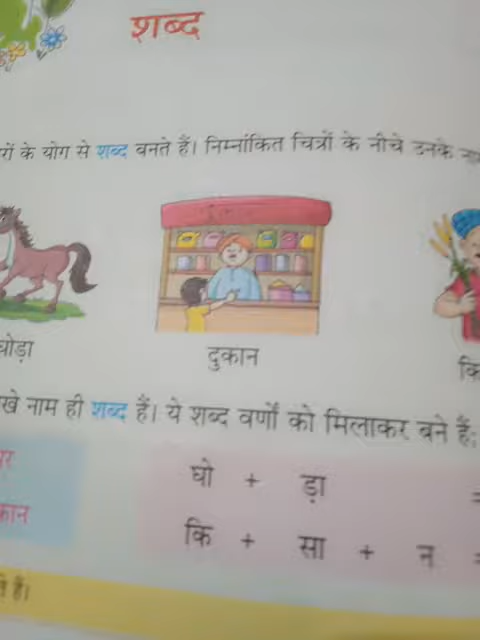 शब्द
के योग से शब्द बनते हैं। निम्नांकित चित्रों के नीचे उनके
दुकान
नाम ही शब्द हैं। ये शब्द वर्णों को मिलाकर बने हैं:
घो + ड़ा =
कि + सा + न =
हैं।